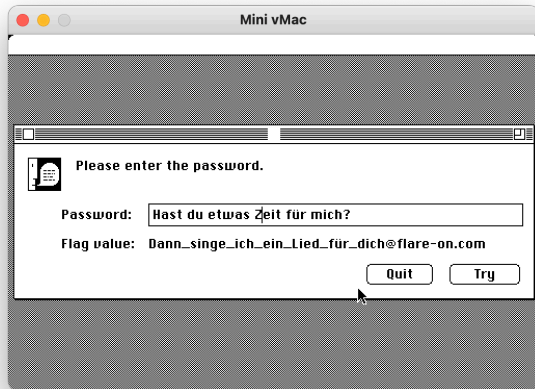 Mini vMac
Please enter the password.
Password: Hast du etwas Zeit für mich?
Flag value: Dann_singe_ich_ein_Lied_für_dich@flare-on.com
Quit Try